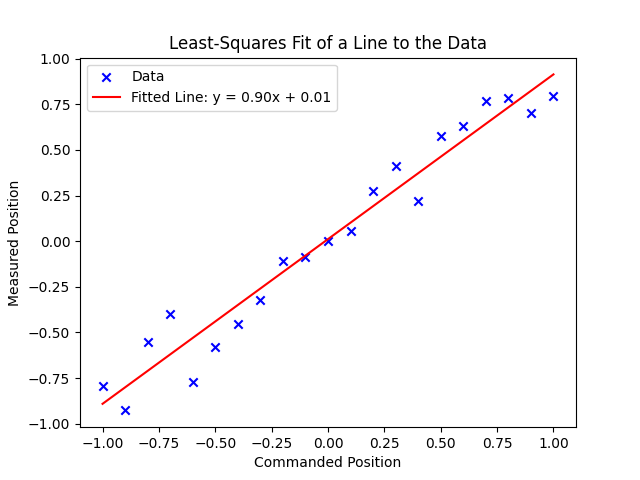 Least-Squares Fit of a Line to the Data
Data
Fitted Line: y = 0.90x + 0.01
1.00
0.75
0.50
0.25
0.00
−0.25
−0.50
−0.75
−1.00
Measured Position
−1.00 −0.75 −0.50 −0.25 0.00 0.25 0.50 0.75 1.00
Commanded Position